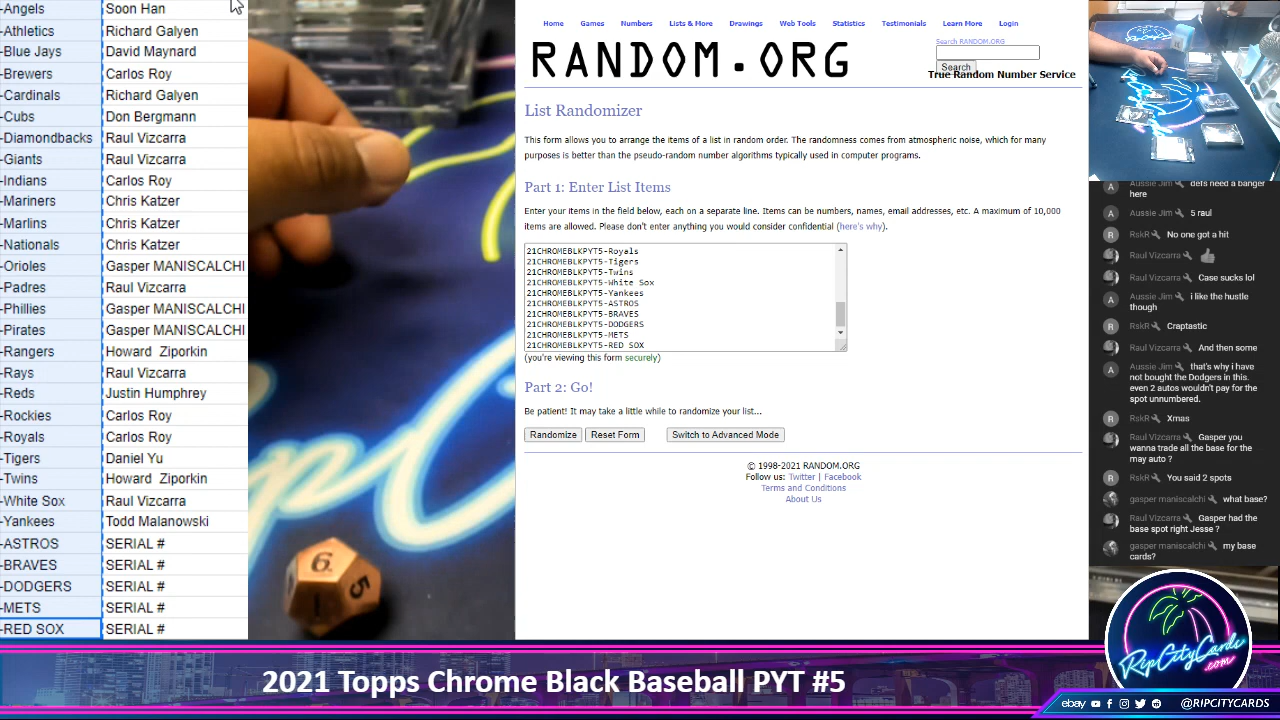 -Angels Soon Han
-Athletics Richard Galyen
-Blue Jays David Maynard
-Brewers Carlos Roy
-Cardinals Richard Galyen
-Cubs Don Bergmann
-Diamondbacks Raul Vizcarra
-Giants Raul Vizcarra
-Indians Carlos Roy
-Mariners Chris Katzer
-Marlins Chris Katzer
-Nationals Chris Katzer
-Orioles Gasper MANISCALCHI
-Padres Raul Vizcarra
-Phillies Gasper MANISCALCHI
-Pirates Gasper MANISCALCHI
-Rangers Howard Ziporkin
-Rays Raul Vizcarra
-Reds Justin Humphrey
-Rockies Carlos Roy
-Royals Carlos Roy
-Tigers Daniel Yu
-Twins Howard Ziporkin
-White Sox Raul Vizcarra
-Yankees Todd Malanowski
-ASTROS SERIAL #
-BRAVES SERIAL #
-DODGERS SERIAL #
-METS SERIAL #
-RED SOX SERIAL #
6
5
1
Home Games Numbers Lists & More Drawings Web Tools Statistics Testimonials Learn More Login
RANDOM.ORG
Search RANDOM.ORG
Search
True Random Number Service
List Randomizer
This form allows you to arrange the items of a list in random order. The randomness comes from atmospheric noise, which for many
purposes is better than the pseudo-random number algorithms typically used in computer programs.
Part 1: Enter List Items
Enter your items in the field below, each on a separate line. Items can be numbers, names, email addresses, etc. A maximum of 10,000
items are allowed. Please don't enter anything you would consider confidential (here's why).
21CHROMEBLKPYT5-Royals
21CHROMEBLKPYT5-Tigers
21CHROMEBLKPYT5-Twins
21CHROMEBLKPYT5-White Sox
21CHROMEBLKPYT5-Yankees
21CHROMEBLKPYT5-ASTROS
21CHROMEBLKPYT5-BRAVES
21CHROMEBLKPYT5-DODGERS
21CHROMEBLKPYT5-METS
21CHROMEBLKPYT5-RED SOX
(you're viewing this form securely)
Part 2: Go!
Be patient! It may take a little while to randomize your list...
Randomize Reset Form Switch to Advanced Mode
© 1998-2021 RANDOM.ORG
Follow us: Twitter | Facebook
Terms and Conditions
About Us
A Aussie Jim defs need a banger
here
A Aussie Jim 5 raul
R RskR No one got a hit
Raul Vizcarra 👍
Raul Vizcarra Case sucks lol
A Aussie Jim i like the hustle
though
R RskR Craptastic
Raul Vizcarra And then some
A Aussie Jim that's why i have
not bought the Dodgers in this.
even 2 autos wouldn't pay for the
spot unnumbered.
R RskR Xmas
Raul Vizcarra Gasper you
wanna trade all the base for the
may auto ?
R RskR You said 2 spots
gasper maniscalchi what base?
Raul Vizcarra Gasper had the
base spot right Jesse ?
gasper maniscalchi my base
cards?
RipCityCards
.com
2021 Topps Chrome Black Baseball PYT #5
ebay @RIPCITYCARDS